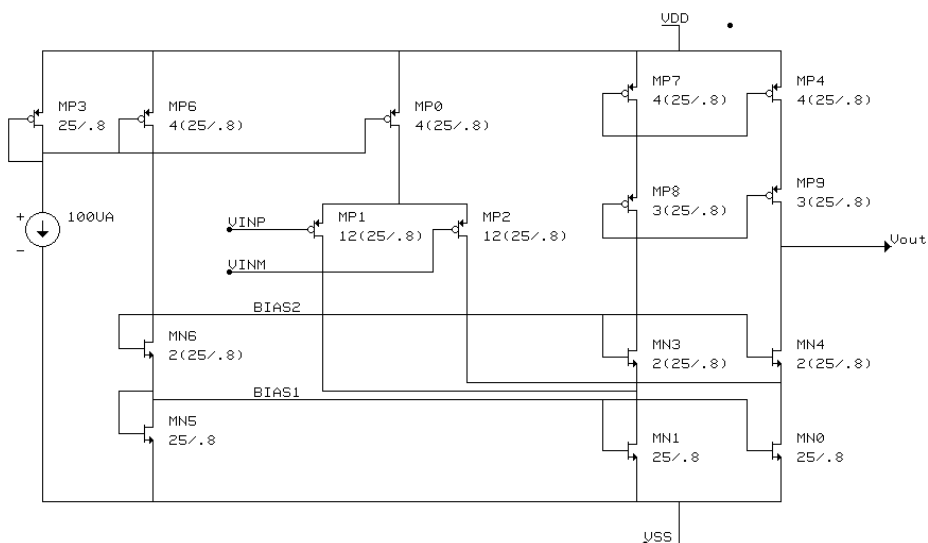 VDD
MP3
25/.8
MP6
4(25/.8)
MP0
4(25/.8)
MP7
4(25/.8)
MP4
4(25/.8)
MP8
3(25/.8)
MP9
3(25/.8)
+
100UA
-
VINP
MP1
12(25/.8)
MP2
12(25/.8)
VINM
Vout
BIAS2
MN6
2(25/.8)
MN3
2(25/.8)
MN4
2(25/.8)
BIAS1
MN5
25/.8
MN1
25/.8
MN0
25/.8
VSS